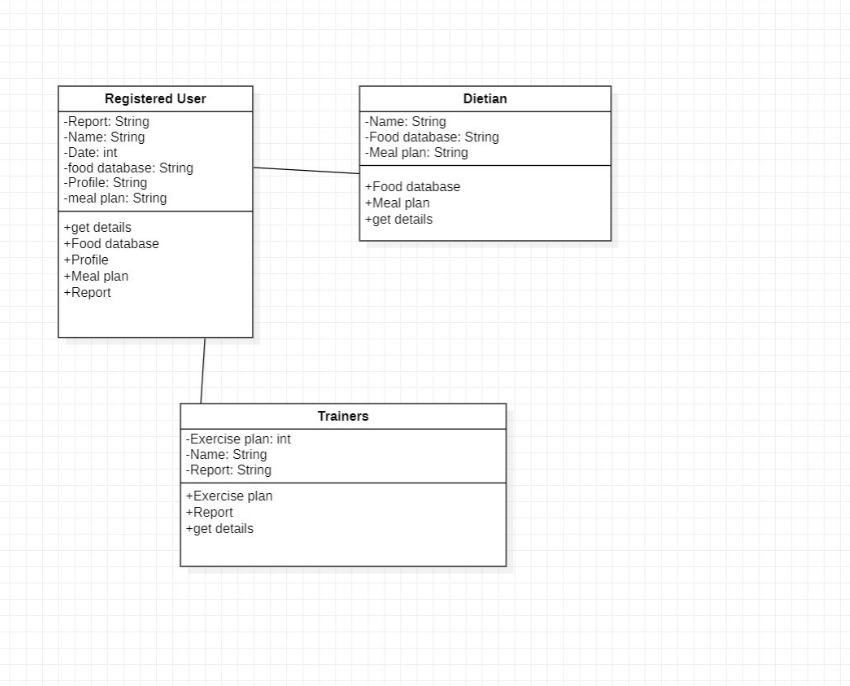 Registered User
-Report: String
-Name: String
-Date: int
-food database: String
-Profile: String
-meal plan: String
+get details
+Food database
+Profile
+Meal plan
+Report
Dietian
-Name: String
-Food database: String
-Meal plan: String
+Food database
+Meal plan
+get details
Trainers
-Exercise plan: int
-Name: String
-Report: String
+Exercise plan
+Report
+get details